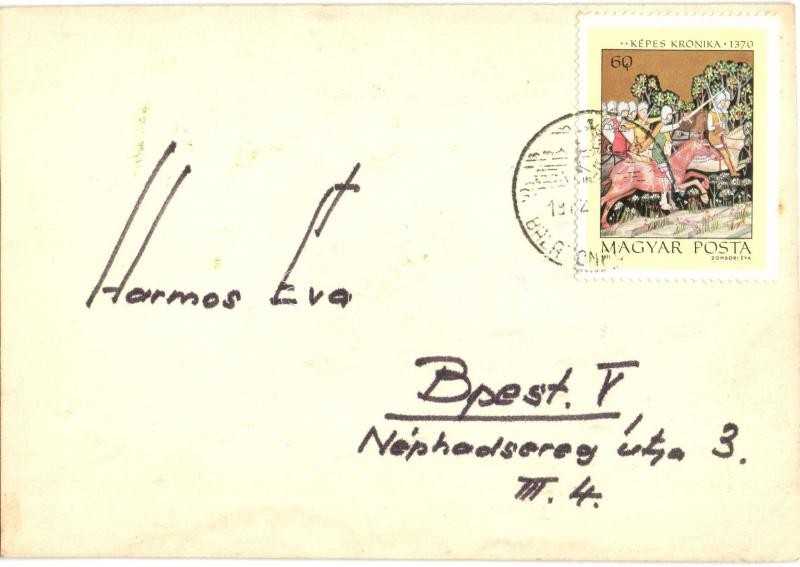 ·· KÉPES KRÓNIKA · 1370
60
MAGYAR POSTA
ZOMBORI ÉVA
Harmos Éva
Bpest. V
Néphadsereg útja 3.
III. 4.